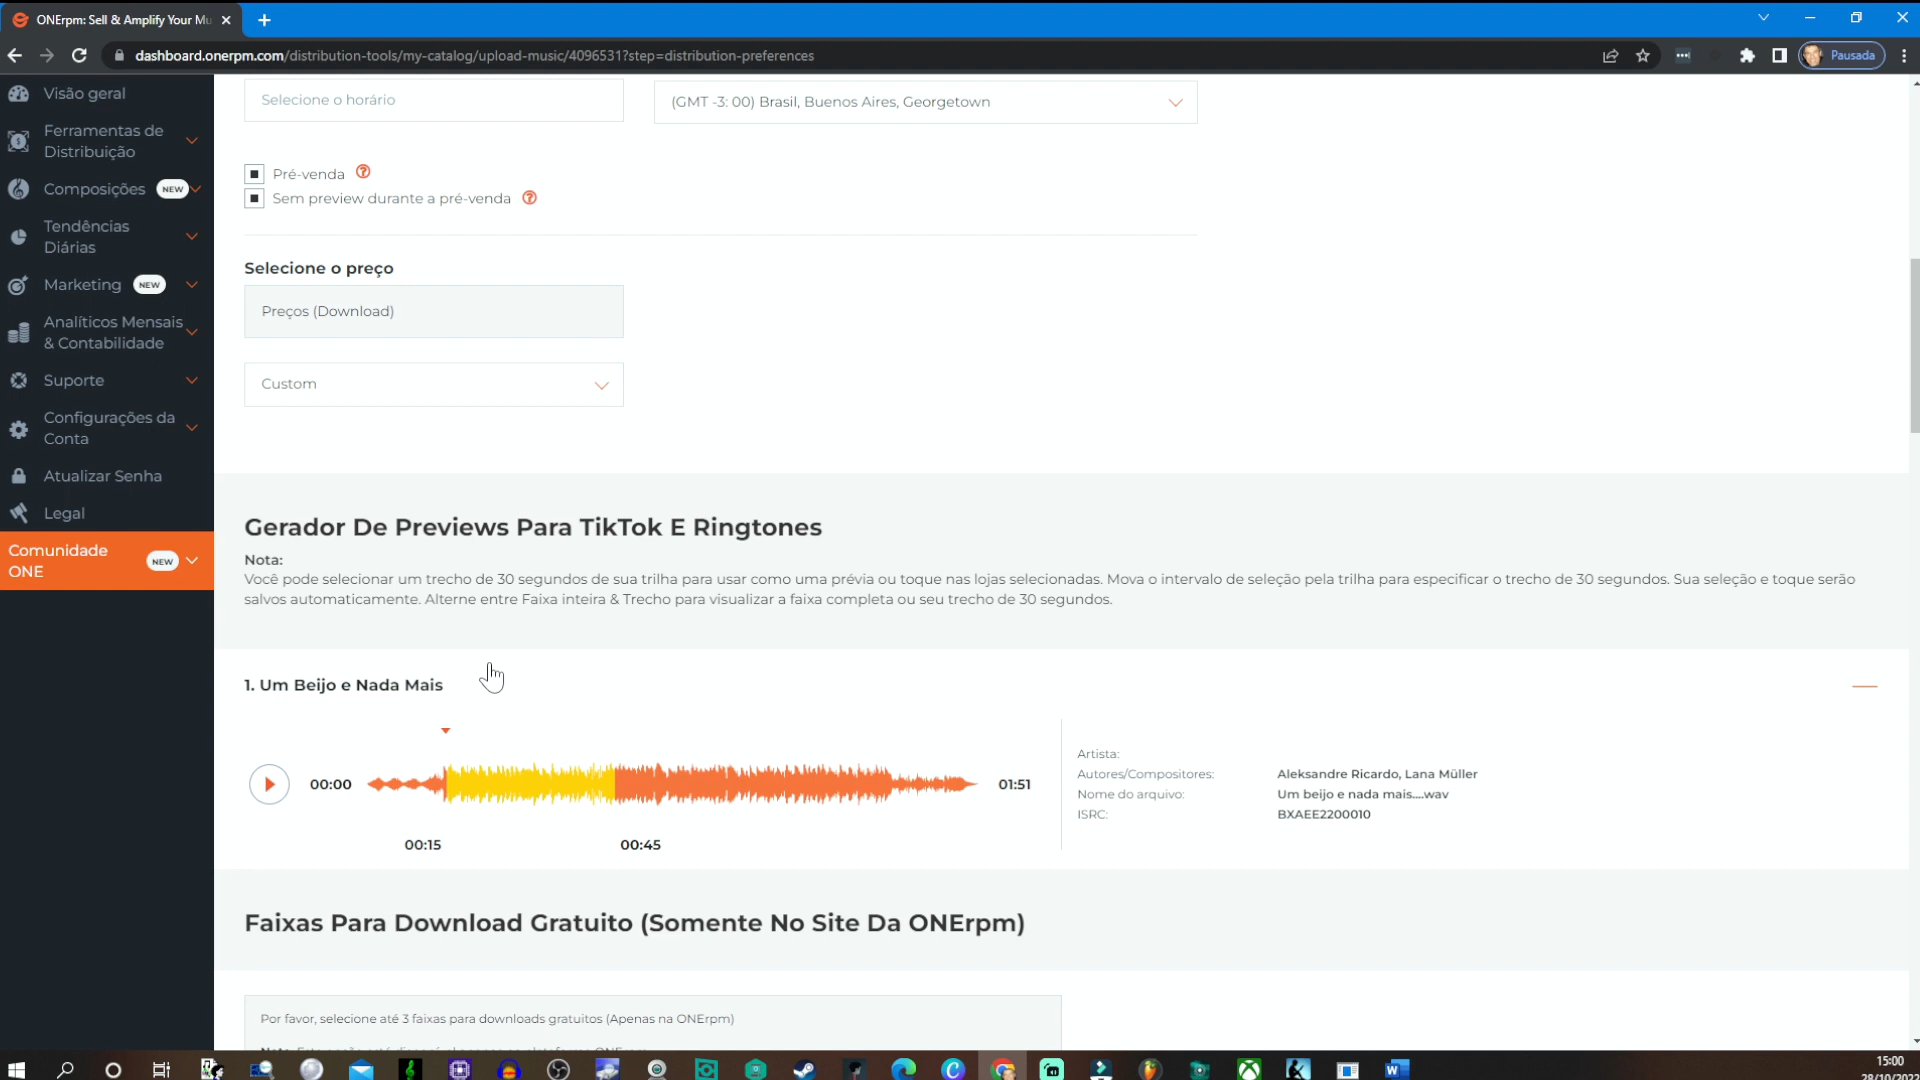 ONErpm: Sell & Amplify Your Mu
dashboard.onerpm.com/distribution-tools/my-catalog/upload-music/4096531?step=distribution-preferences
Pausada
Visão geral
Ferramentas de
Distribuição
Composições NEW
Tendências
Diárias
Marketing NEW
Analíticos Mensais
& Contabilidade
Suporte
Configurações da
Conta
Atualizar Senha
Legal
Comunidade
ONE NEW
Selecione o horário
(GMT -3: 00) Brasil, Buenos Aires, Georgetown
Pré-venda
Sem preview durante a pré-venda
Selecione o preço
Preços (Download)
Custom
Gerador De Previews Para TikTok E Ringtones
Nota:
Você pode selecionar um trecho de 30 segundos de sua trilha para usar como uma prévia ou toque nas lojas selecionadas. Mova o intervalo de seleção pela trilha para especificar o trecho de 30 segundos. Sua seleção e toque serão
salvos automaticamente. Alterne entre Faixa inteira & Trecho para visualizar a faixa completa ou seu trecho de 30 segundos.
1. Um Beijo e Nada Mais
00:00
01:51
00:15
00:45
Artista:
Autores/Compositores: Aleksandre Ricardo, Lana Müller
Nome do arquivo: Um beijo e nada mais....wav
ISRC: BXAEE2200010
Faixas Para Download Gratuito (Somente No Site Da ONErpm)
Por favor, selecione até 3 faixas para downloads gratuitos (Apenas na ONErpm)
15:00
28/10/2022